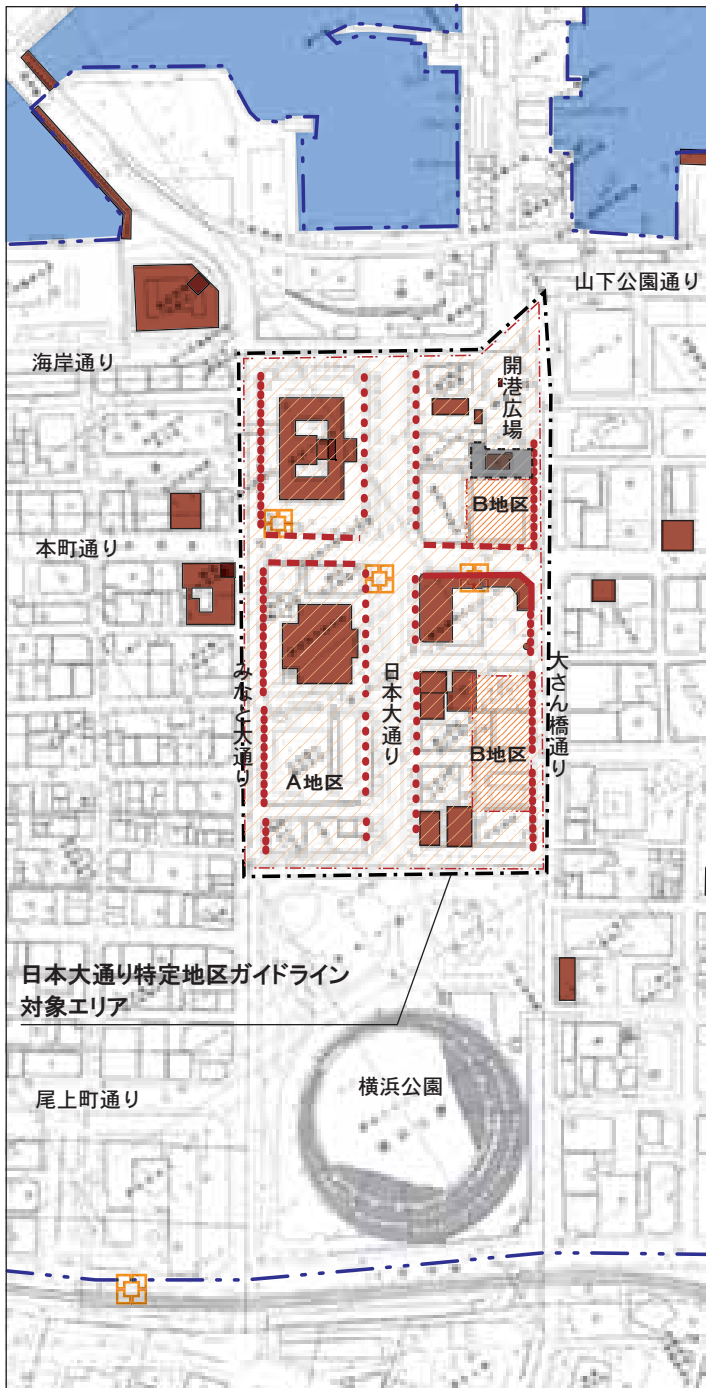 山下公園通り
海岸通り
開港広場
B地区
本町通り
みなと大通り
日本大通り
大さん橋通り
A地区
B地区
日本大通り特定地区ガイドライン
対象エリア
横浜公園
尾上町通り